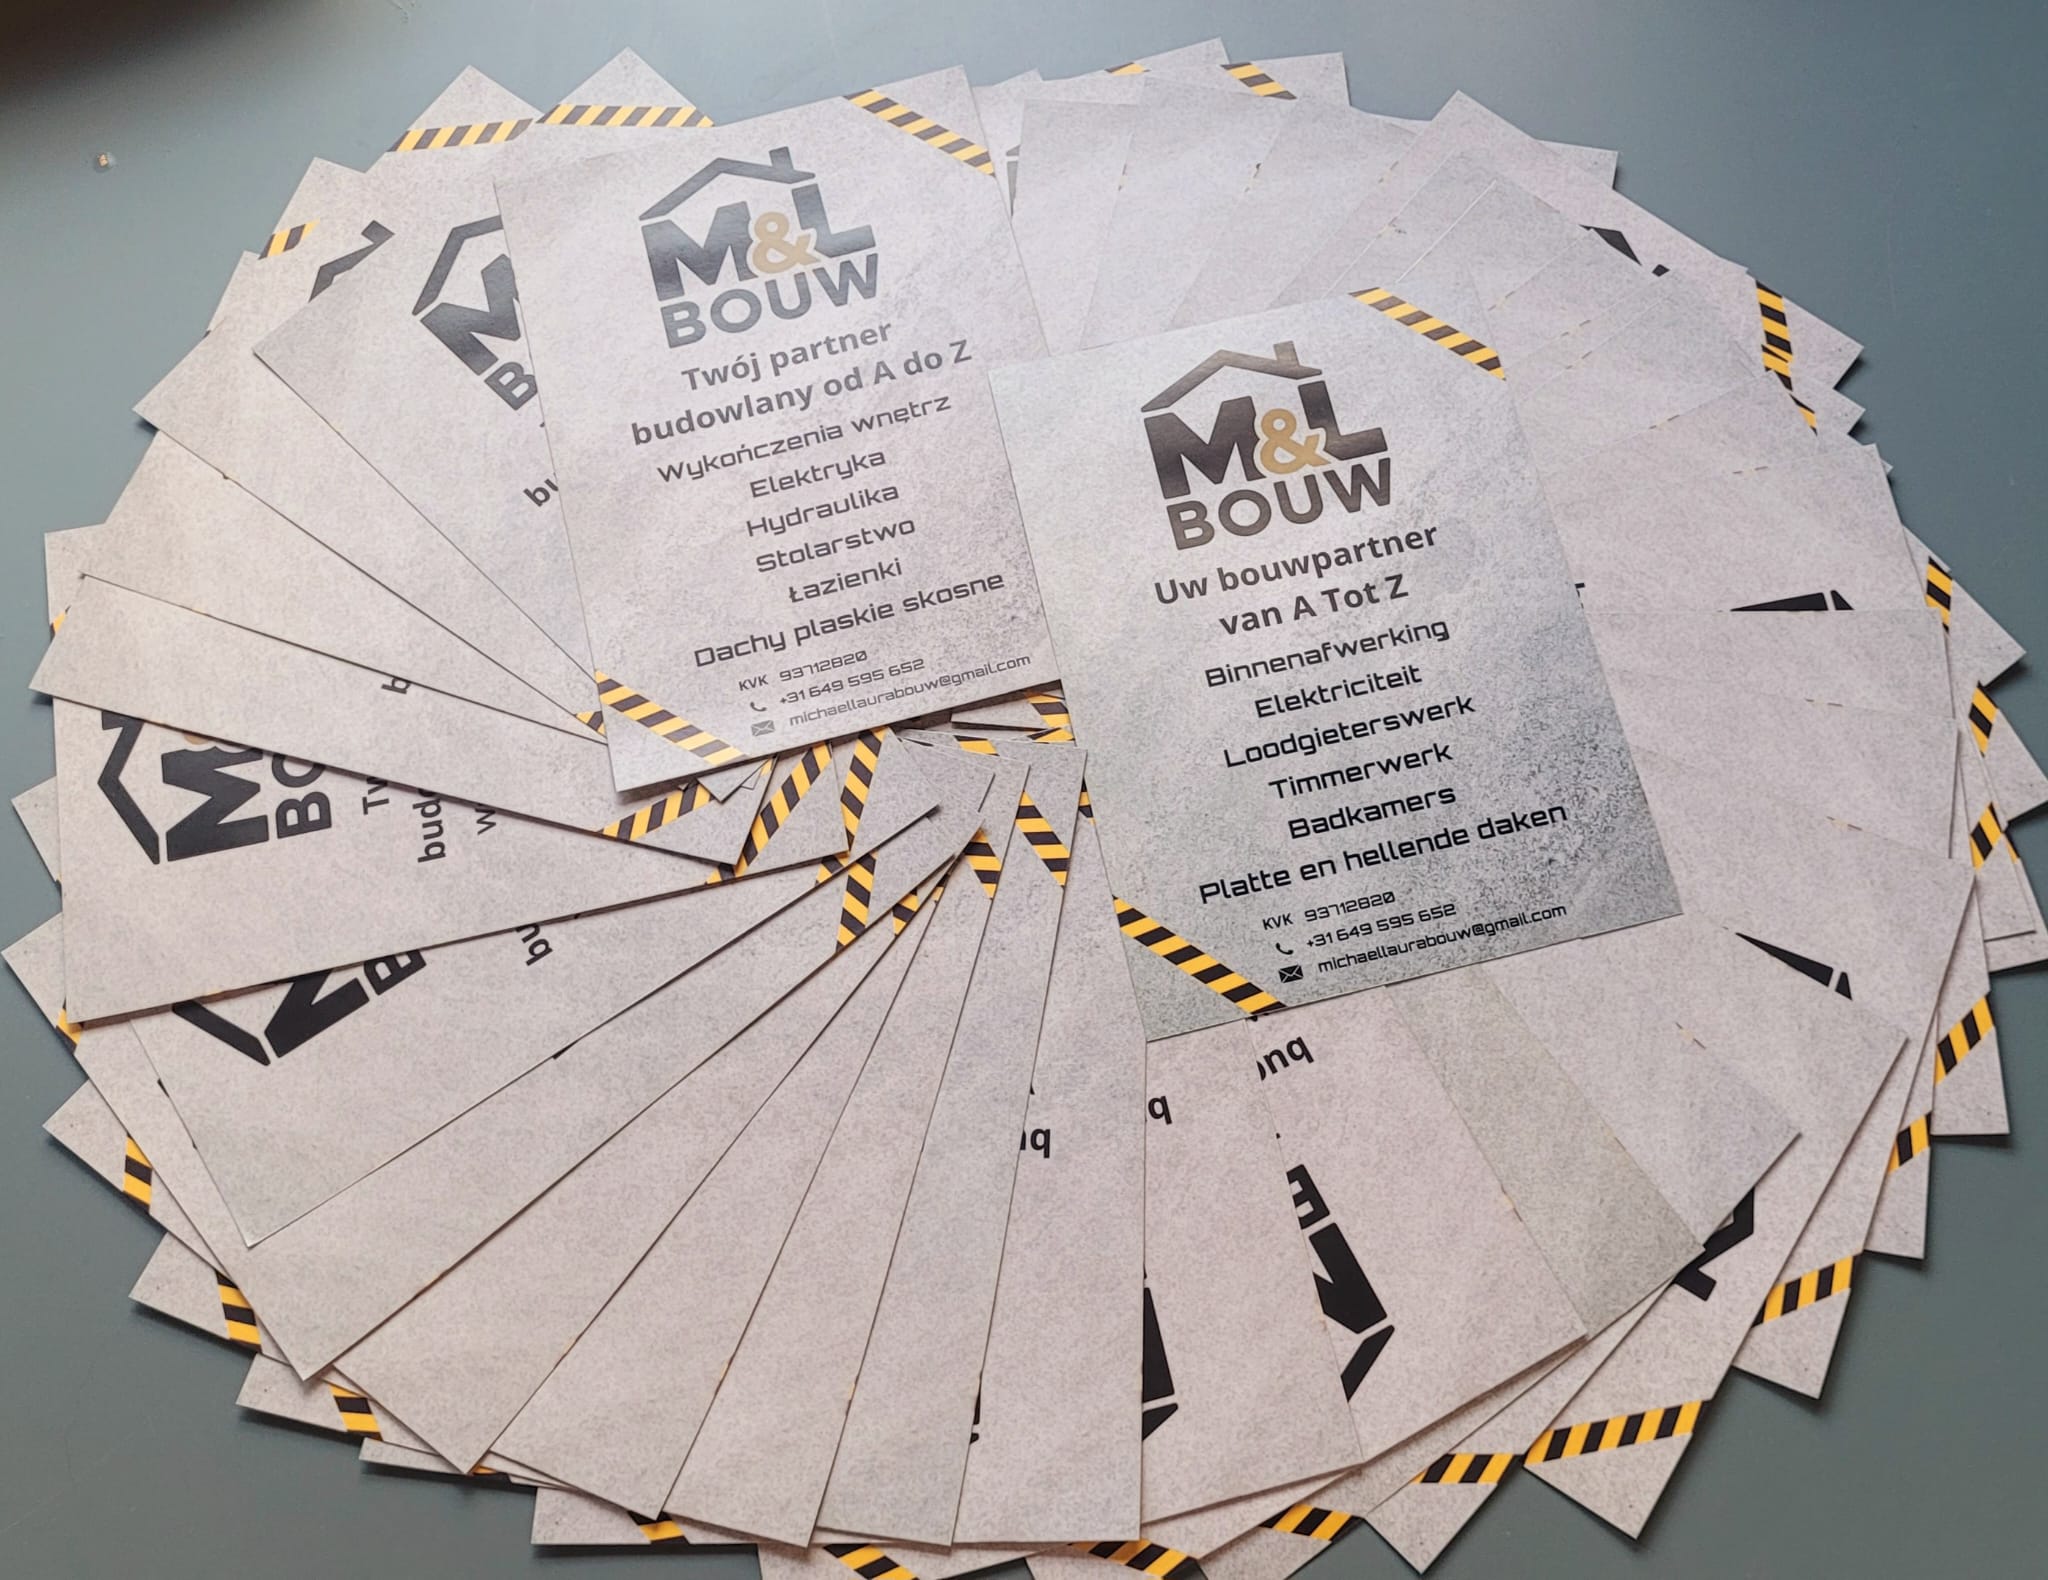 M&L
BOUW
Twój partner
budowlany od A do Z
Wykończenia wnętrz
Elektryka
Hydraulika
Stolarstwo
Łazienki
Dachy plaskie skosne
KVK 93712820
+31 649 595 652
michaellaurabouw@gmail.com
M&L
BOUW
Uw bouwpartner
van A Tot Z
Binnenafwerking
Elektriciteit
Loodgieterswerk
Timmerwerk
Badkamers
Platte en hellende daken
KVK 93712820
+31 649 595 652
michaellaurabouw@gmail.com